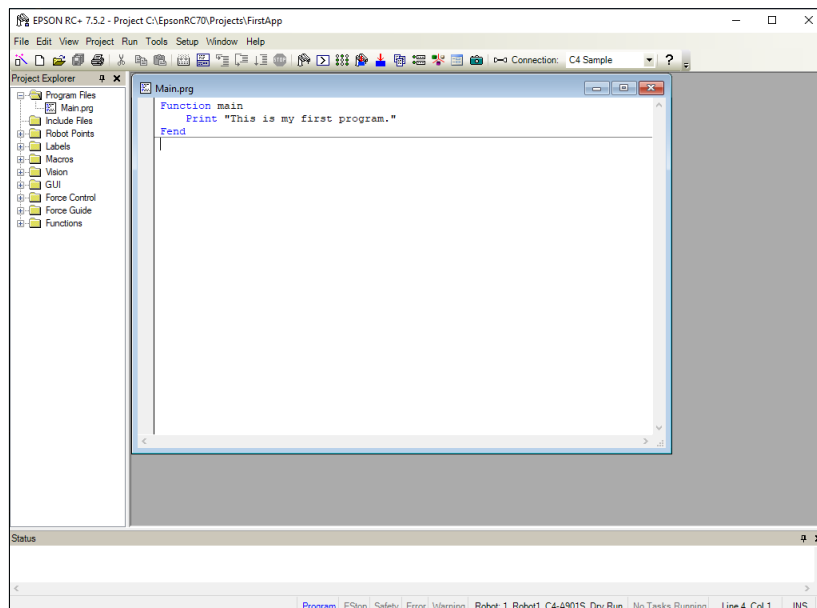 EPSON RC+ 7.5.2 - Project C:\EpsonRC70\Projects\FirstApp
File Edit View Project Run Tools Setup Window Help
Connection: C4 Sample
Project Explorer
Program Files
Main.prg
Include Files
Robot Points
Labels
Macros
Vision
GUI
Force Control
Force Guide
Functions
Main.prg
Function main
Print "This is my first program."
Fend
Status
Program EStop Safety Error Warning Robot: 1, Robot1, C4-A901S, Dry Run No Tasks Running Line 4, Col 1 INS